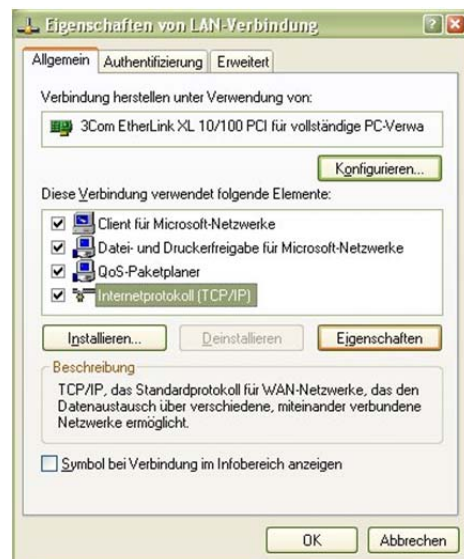 Eigenschaften von LAN-Verbindung
Allgemein Authentifizierung Erweitert
Verbindung herstellen unter Verwendung von:
3Com EtherLink XL 10/100 PCI für vollständige PC-Verwa
Konfigurieren...
Diese Verbindung verwendet folgende Elemente:
Client für Microsoft-Netzwerke
Datei- und Druckerfreigabe für Microsoft-Netzwerke
QoS-Paketplaner
Internetprotokoll (TCP/IP)
Installieren... Deinstallieren Eigenschaften
Beschreibung
TCP/IP, das Standardprotokoll für WAN-Netzwerke, das den
Datenaustausch über verschiedene, miteinander verbundene
Netzwerke ermöglicht.
Symbol bei Verbindung im Infobereich anzeigen
OK Abbrechen